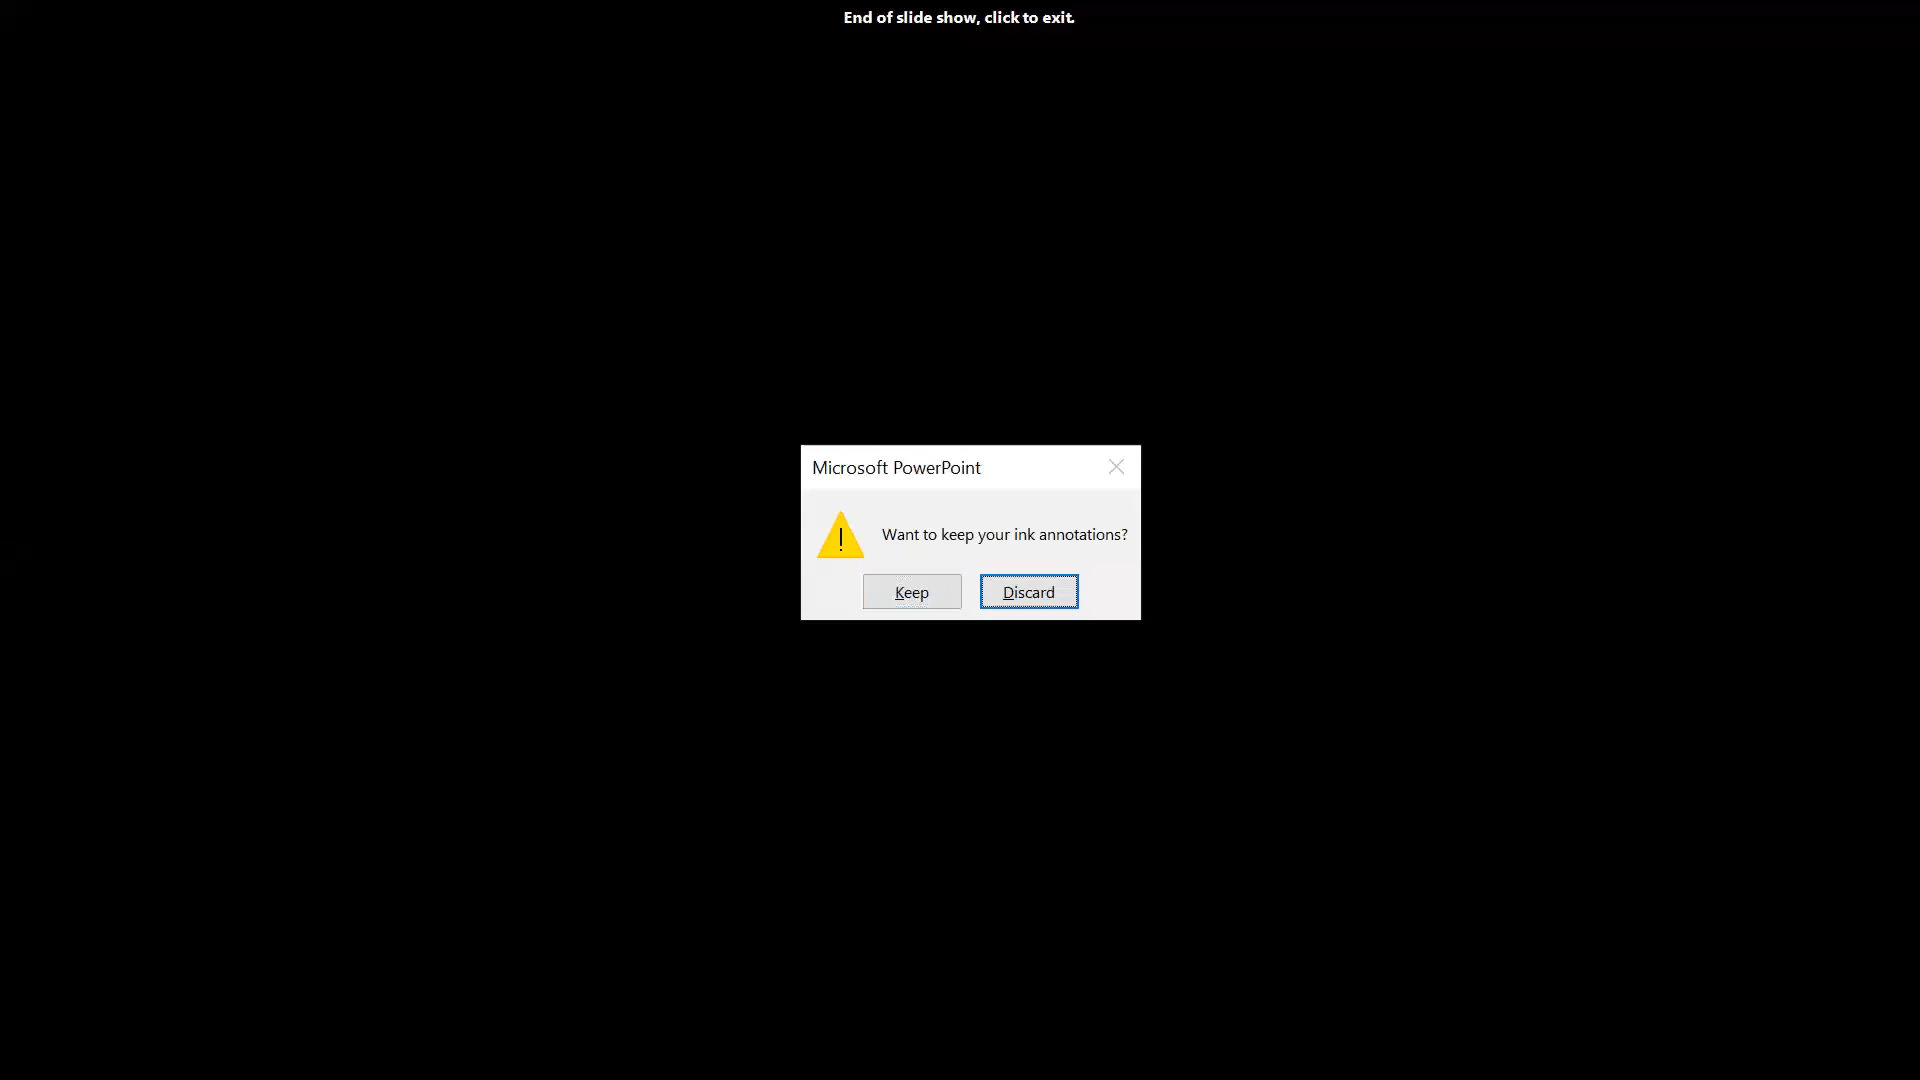 End of slide show, click to exit.
Microsoft PowerPoint
Want to keep your ink annotations?
Keep
Discard